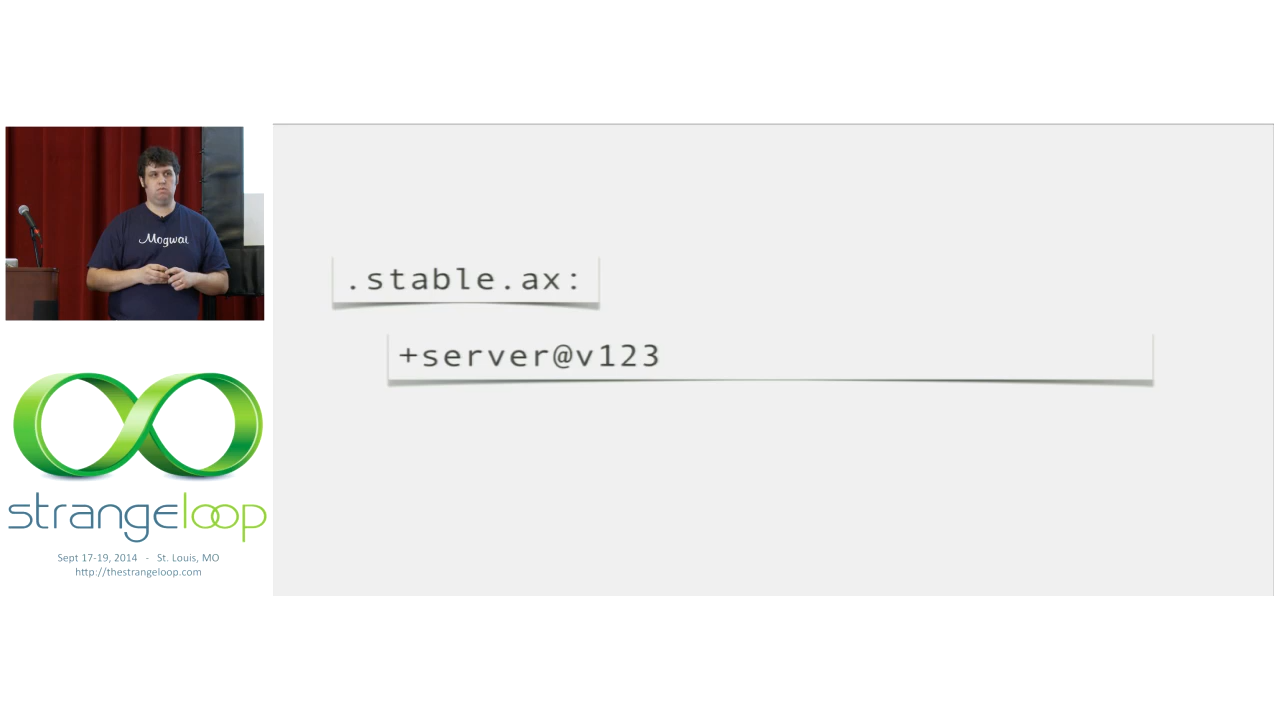 Mogwai
strangeloop
Sept 17-19, 2014 - St. Louis, MO
http://thestrangeloop.com
.stable.ax:
+server@v123